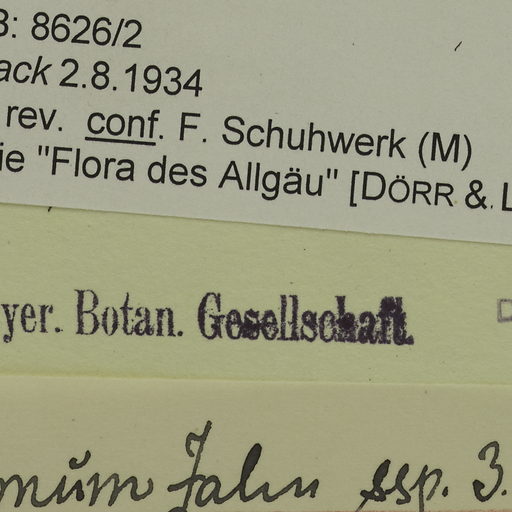 B: 8626/2
ack 2.8.1934
rev. conf. F. Schuhwerk (M)
ie "Flora des Allgäu" [DÖRR & L
yer. Botan. Gesellschaft.
mum Jahn ssp. 3.